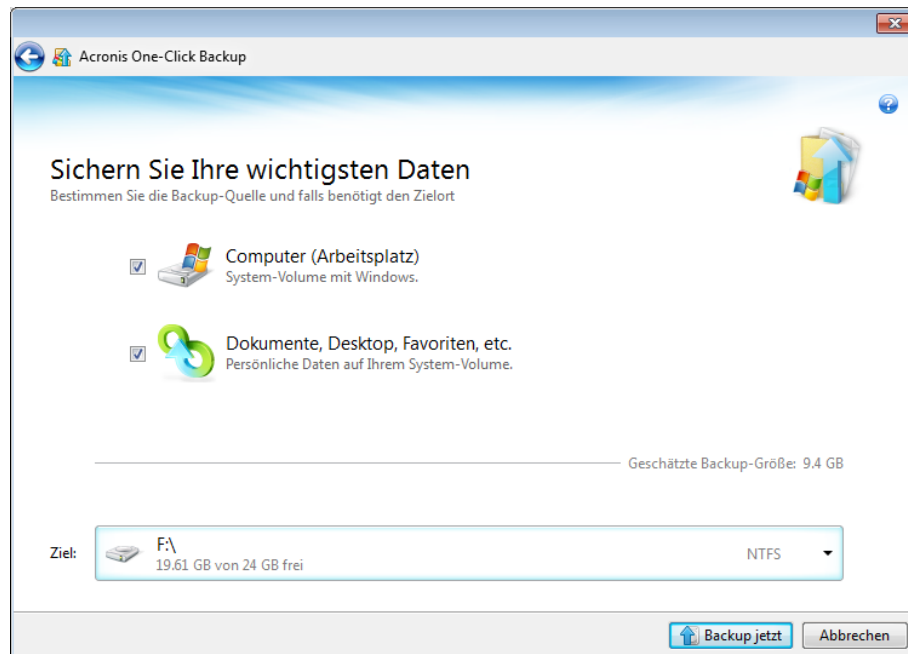 Acronis One-Click Backup
Sichern Sie Ihre wichtigsten Daten
Bestimmen Sie die Backup-Quelle und falls benötigt den Zielort
Computer (Arbeitsplatz)
System-Volume mit Windows.
Dokumente, Desktop, Favoriten, etc.
Persönliche Daten auf Ihrem System-Volume.
Geschätzte Backup-Größe: 9.4 GB
Ziel:
F:\
19.61 GB von 24 GB frei
NTFS
Backup jetzt
Abbrechen